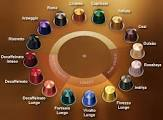 Livanto
Capriccio
Roma
Volluto
Arpeggio
Cosi
Ristretto
Dulsão
Decaffeinato
Intenso
Rosabaya
Decaffeinato
Indriya
Decaffeinato
Lungo
Finezzo
Lungo
Fortissio
Lungo
Vivalto
Lungo